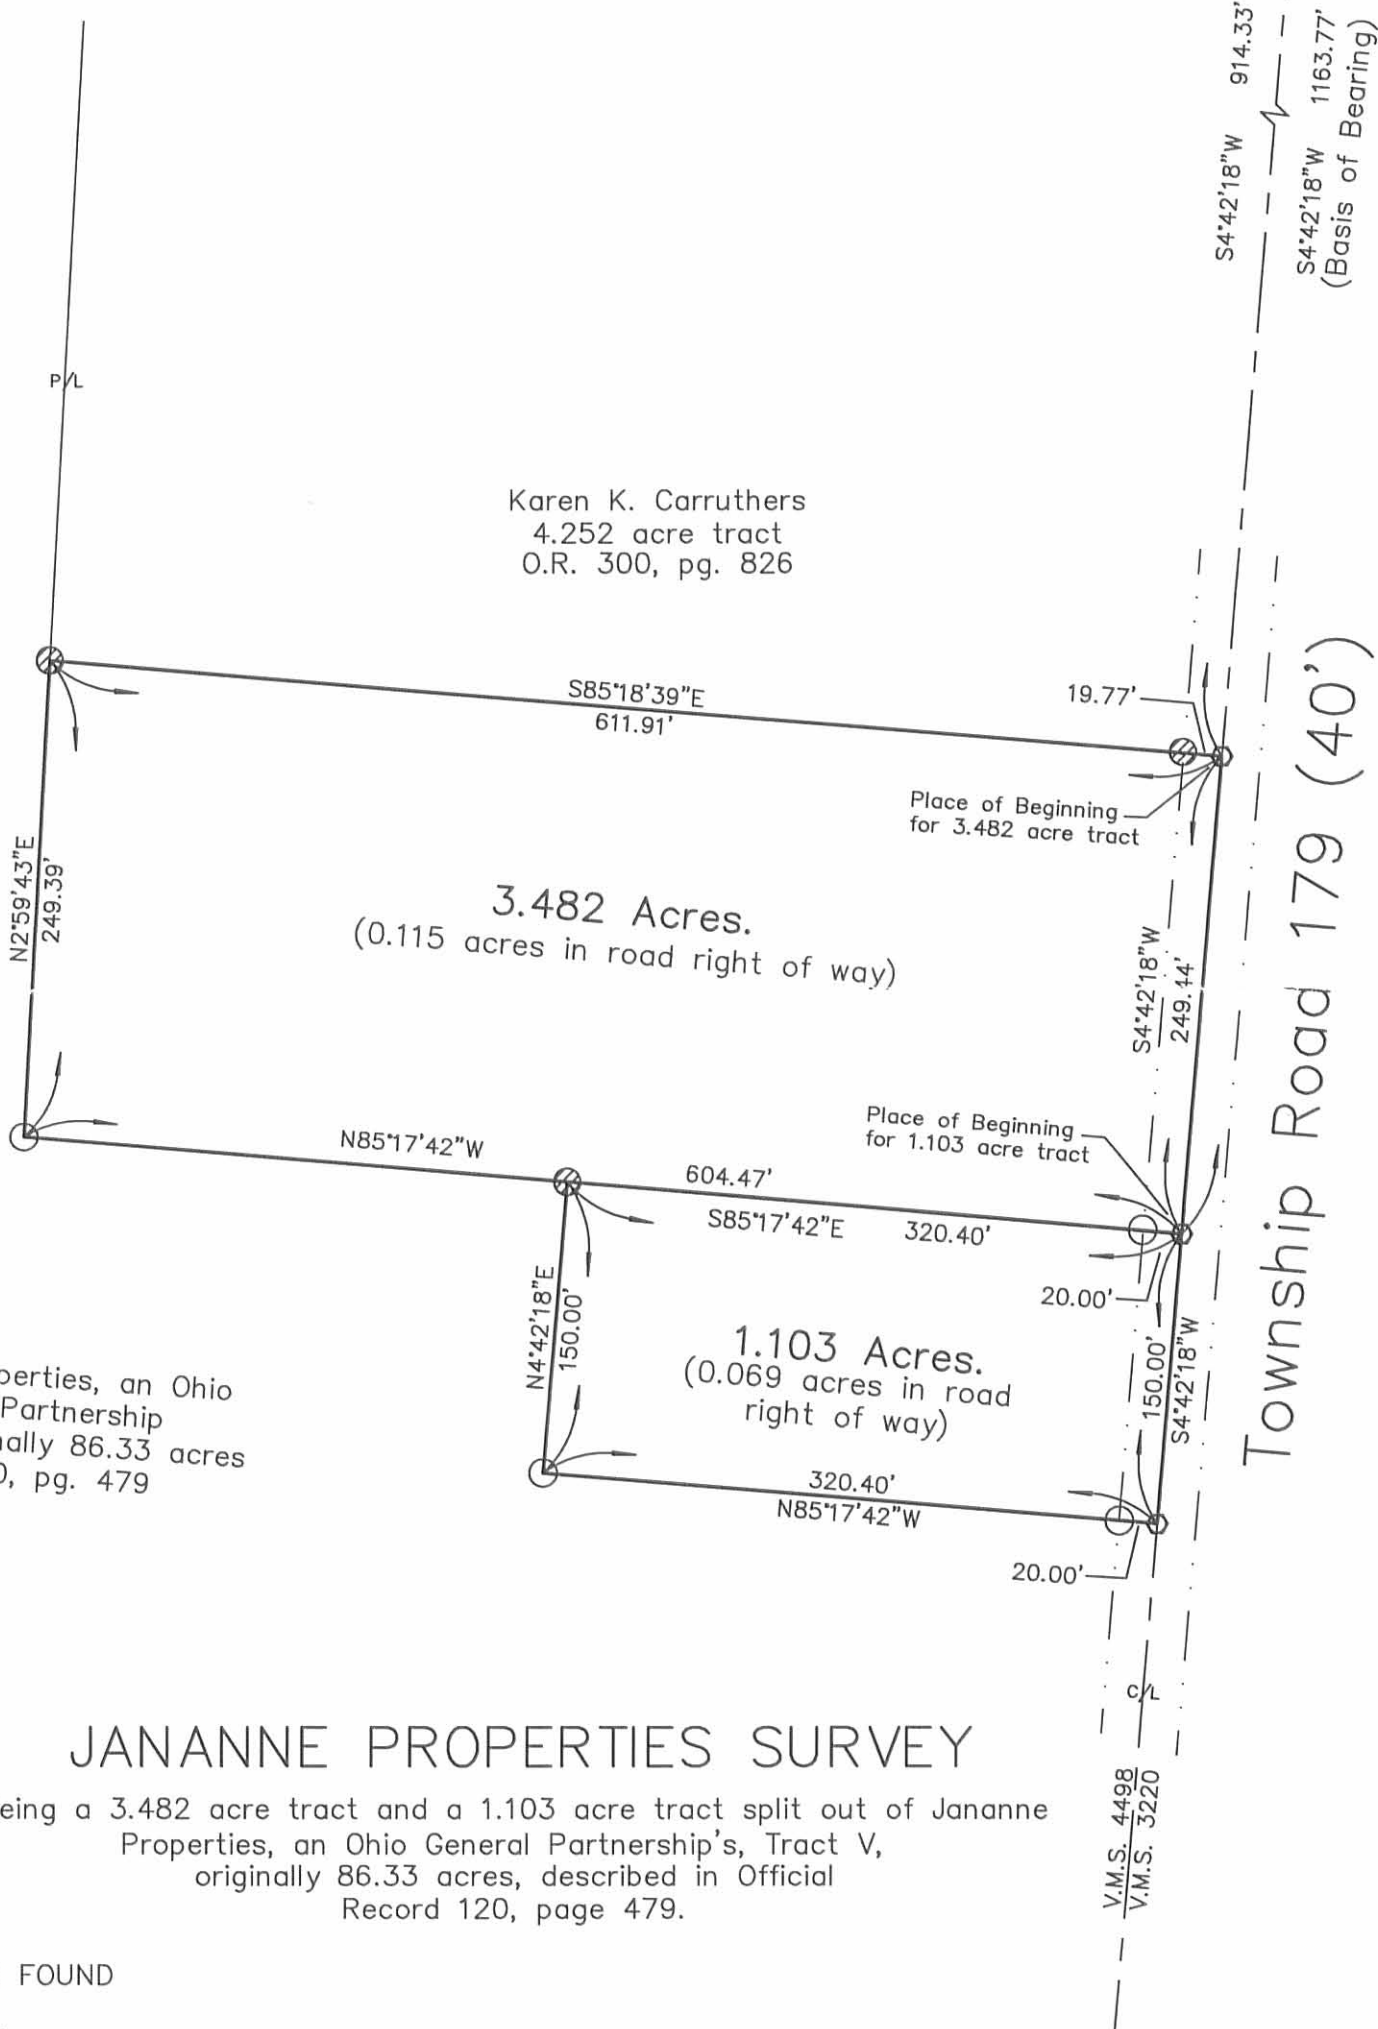 S4°42'18"W 914.33'
S4°42'18"W 1163.77'
(Basis of Bearing)
P/L
Karen K. Carruthers
4.252 acre tract
O.R. 300, pg. 826
S85°18'39"E
611.91'
19.77'
Place of Beginning
for 3.482 acre tract
N2°59'43"E
249.39'
3.482 Acres.
(0.115 acres in road right of way)
S4°42'18"W
249.44'
Township Road 179 (40')
Place of Beginning
for 1.103 acre tract
N85°17'42"W
604.47'
S85°17'42"E 320.40'
20.00'
N4°42'18"E
150.00'
1.103 Acres.
(0.069 acres in road
right of way)
150.00'
S4°42'18"W
perties, an Ohio
Partnership
nally 86.33 acres
0, pg. 479
320.40'
N85°17'42"W
20.00'
C/L
V.M.S. 4498
V.M.S. 3220
JANANNE PROPERTIES SURVEY
eing a 3.482 acre tract and a 1.103 acre tract split out of Jananne
Properties, an Ohio General Partnership's, Tract V,
originally 86.33 acres, described in Official
Record 120, page 479.
FOUND